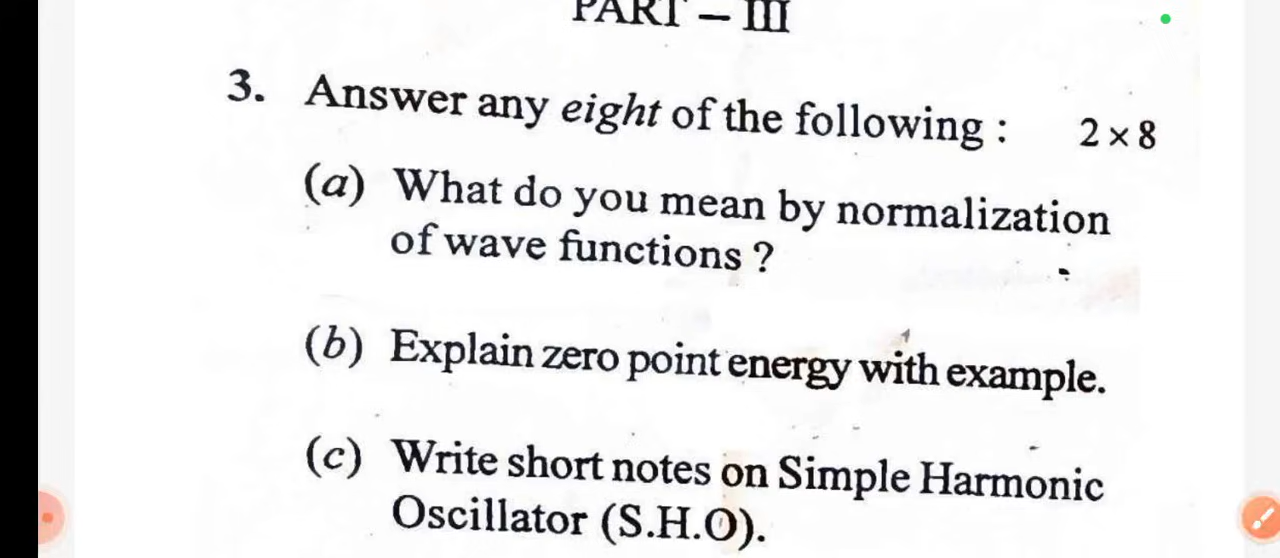 PART – III
3. Answer any eight of the following : 2 × 8
(a) What do you mean by normalization
of wave functions ?
(b) Explain zero point energy with example.
(c) Write short notes on Simple Harmonic
Oscillator (S.H.O).